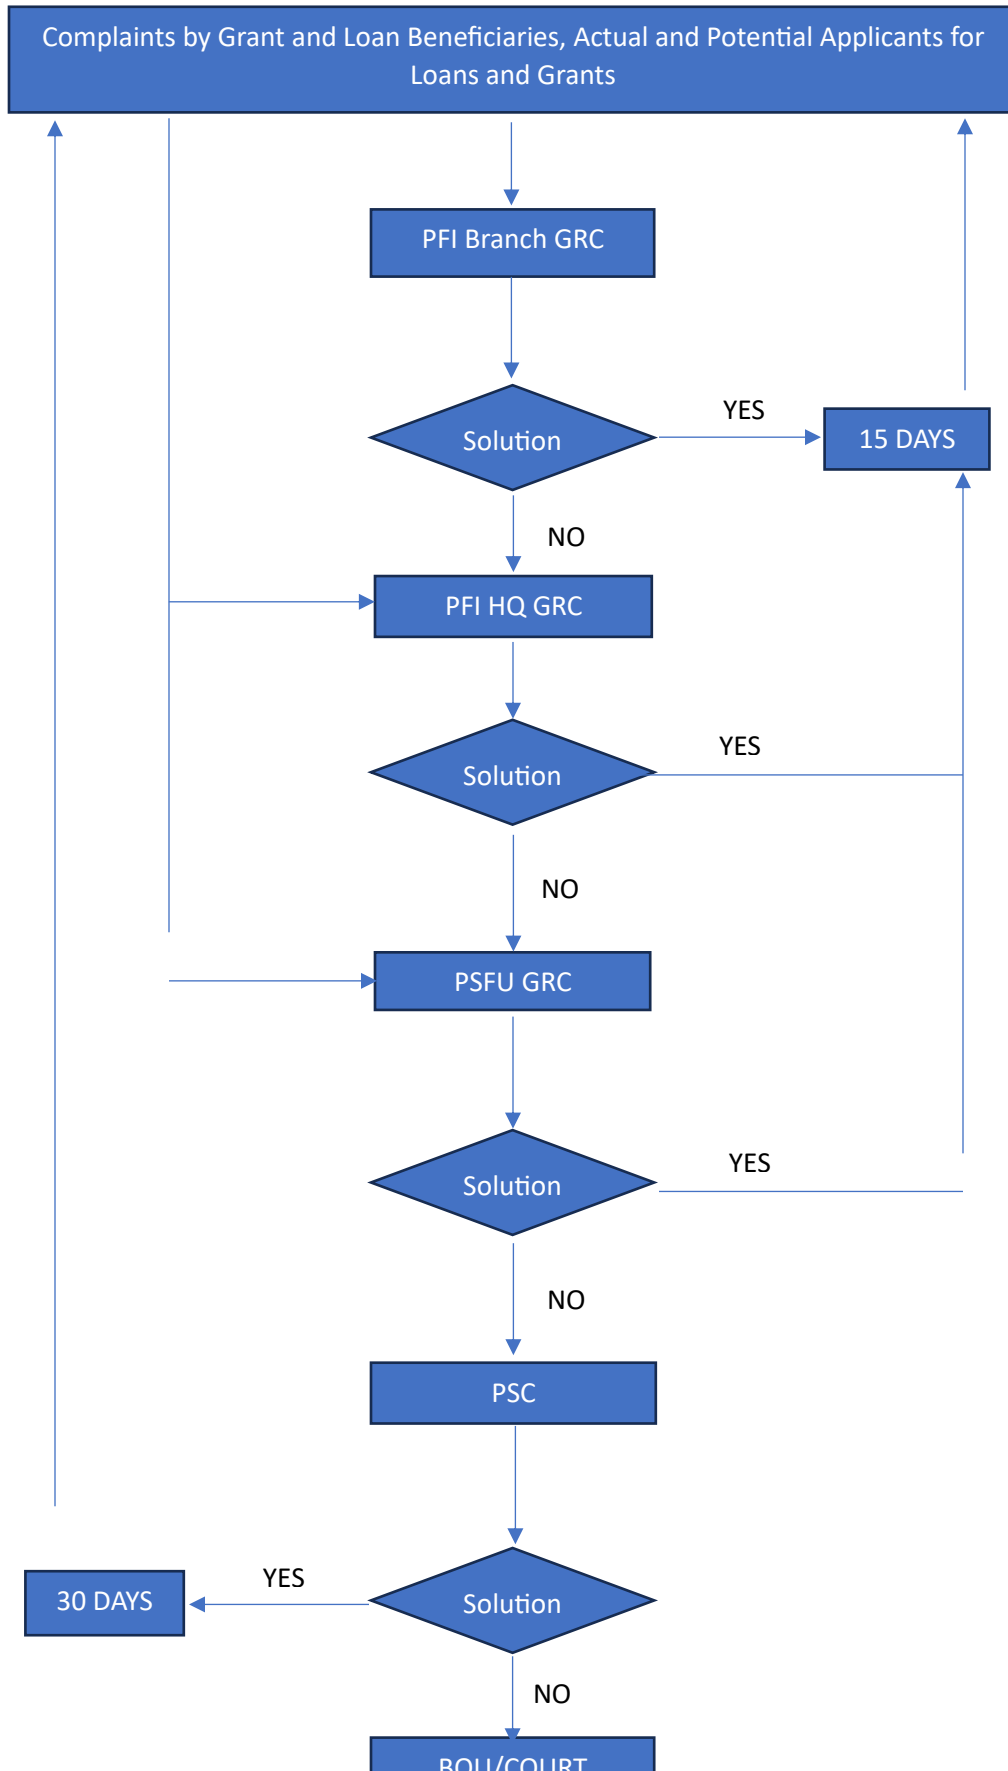 Complaints by Grant and Loan Beneficiaries, Actual and Potential Applicants for
Loans and Grants
PFI Branch GRC
Solution
YES
15 DAYS
NO
PFI HQ GRC
Solution
YES
NO
PSFU GRC
Solution
YES
NO
PSC
Solution
YES
30 DAYS
NO
BOU/COURT